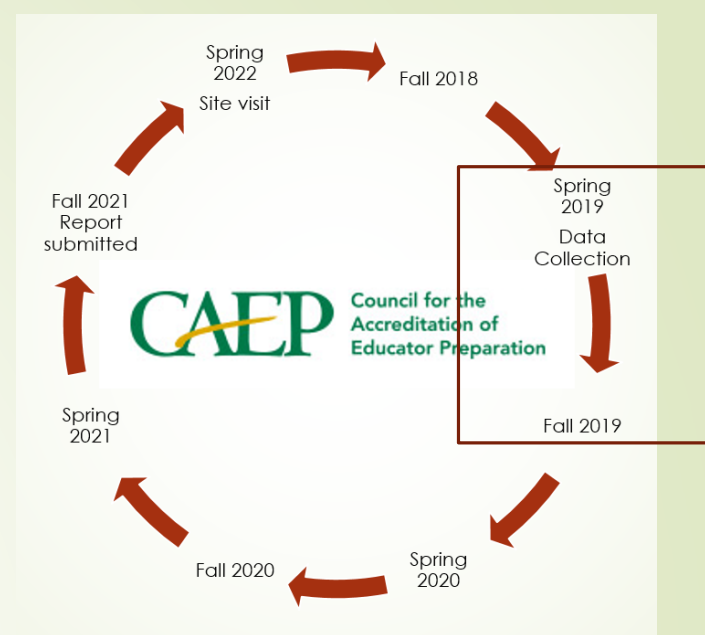 Spring
2022
Site visit
Fall 2018
Spring
2019
Data
Collection
Fall 2019
Spring
2020
Fall 2020
Spring
2021
Fall 2021
Report
submitted
CAEP
Council for the
Accreditation of
Educator Preparation